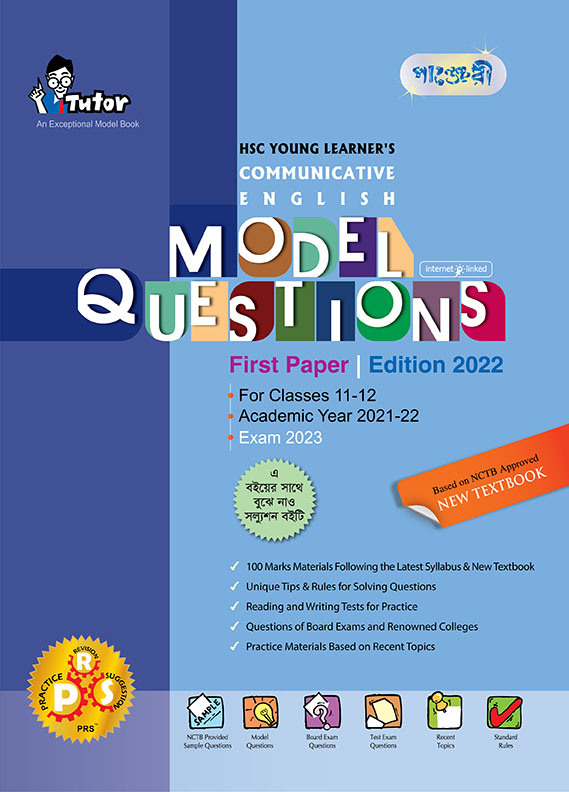 iTutor
An Exceptional Model Book
পাঞ্জেরী
HSC YOUNG LEARNER'S
COMMUNICATIVE
ENGLISH
MODEL
QUESTIONS
internet linked
First Paper | Edition 2022
• For Classes 11-12
• Academic Year 2021-22
• Exam 2023
এ
বইয়ের সাথে
বুঝে নাও
সল্যুশন বইটি
Based on NCTB Approved
NEW TEXTBOOK
✓ 100 Marks Materials Following the Latest Syllabus & New Textbook
✓ Unique Tips & Rules for Solving Questions
✓ Reading and Writing Tests for Practice
✓ Questions of Board Exams and Renowned Colleges
✓ Practice Materials Based on Recent Topics
PRACTICE
REVISION
SUGGESTION
P R S
PRS
SAMPLE
NCTB Provided
Sample Questions
Model
Questions
Board Exam
Questions
Test Exam
Questions
Recent
Topics
Standard
Rules